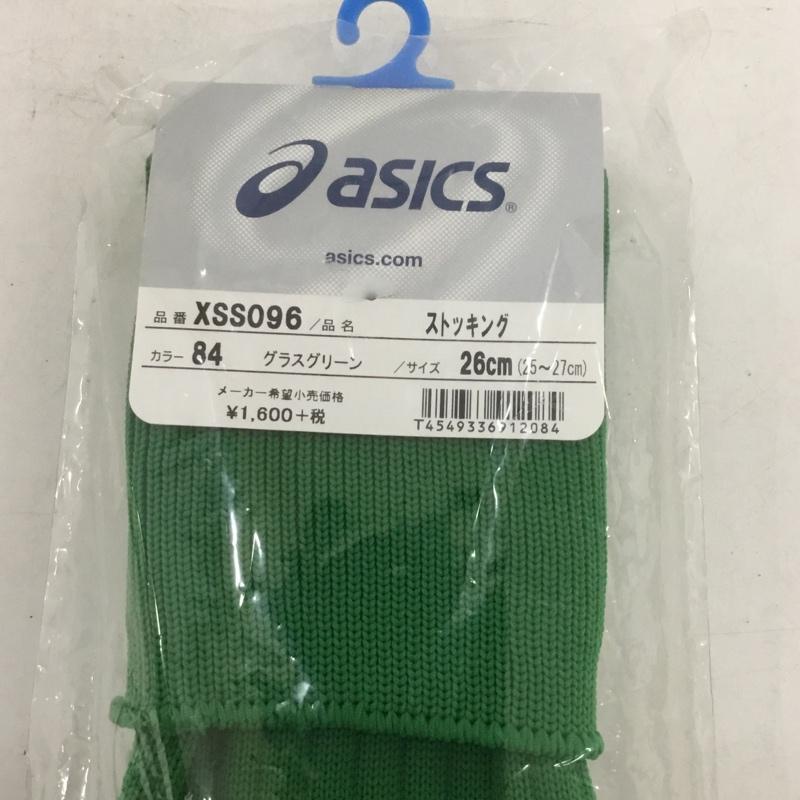 asics®
asics.com
品番 XSS096 /品名 ストッキング
カラー 84 グラスグリーン /サイズ 26cm (25～27cm)
メーカー希望小売価格
¥1,600+税
T4549336912084